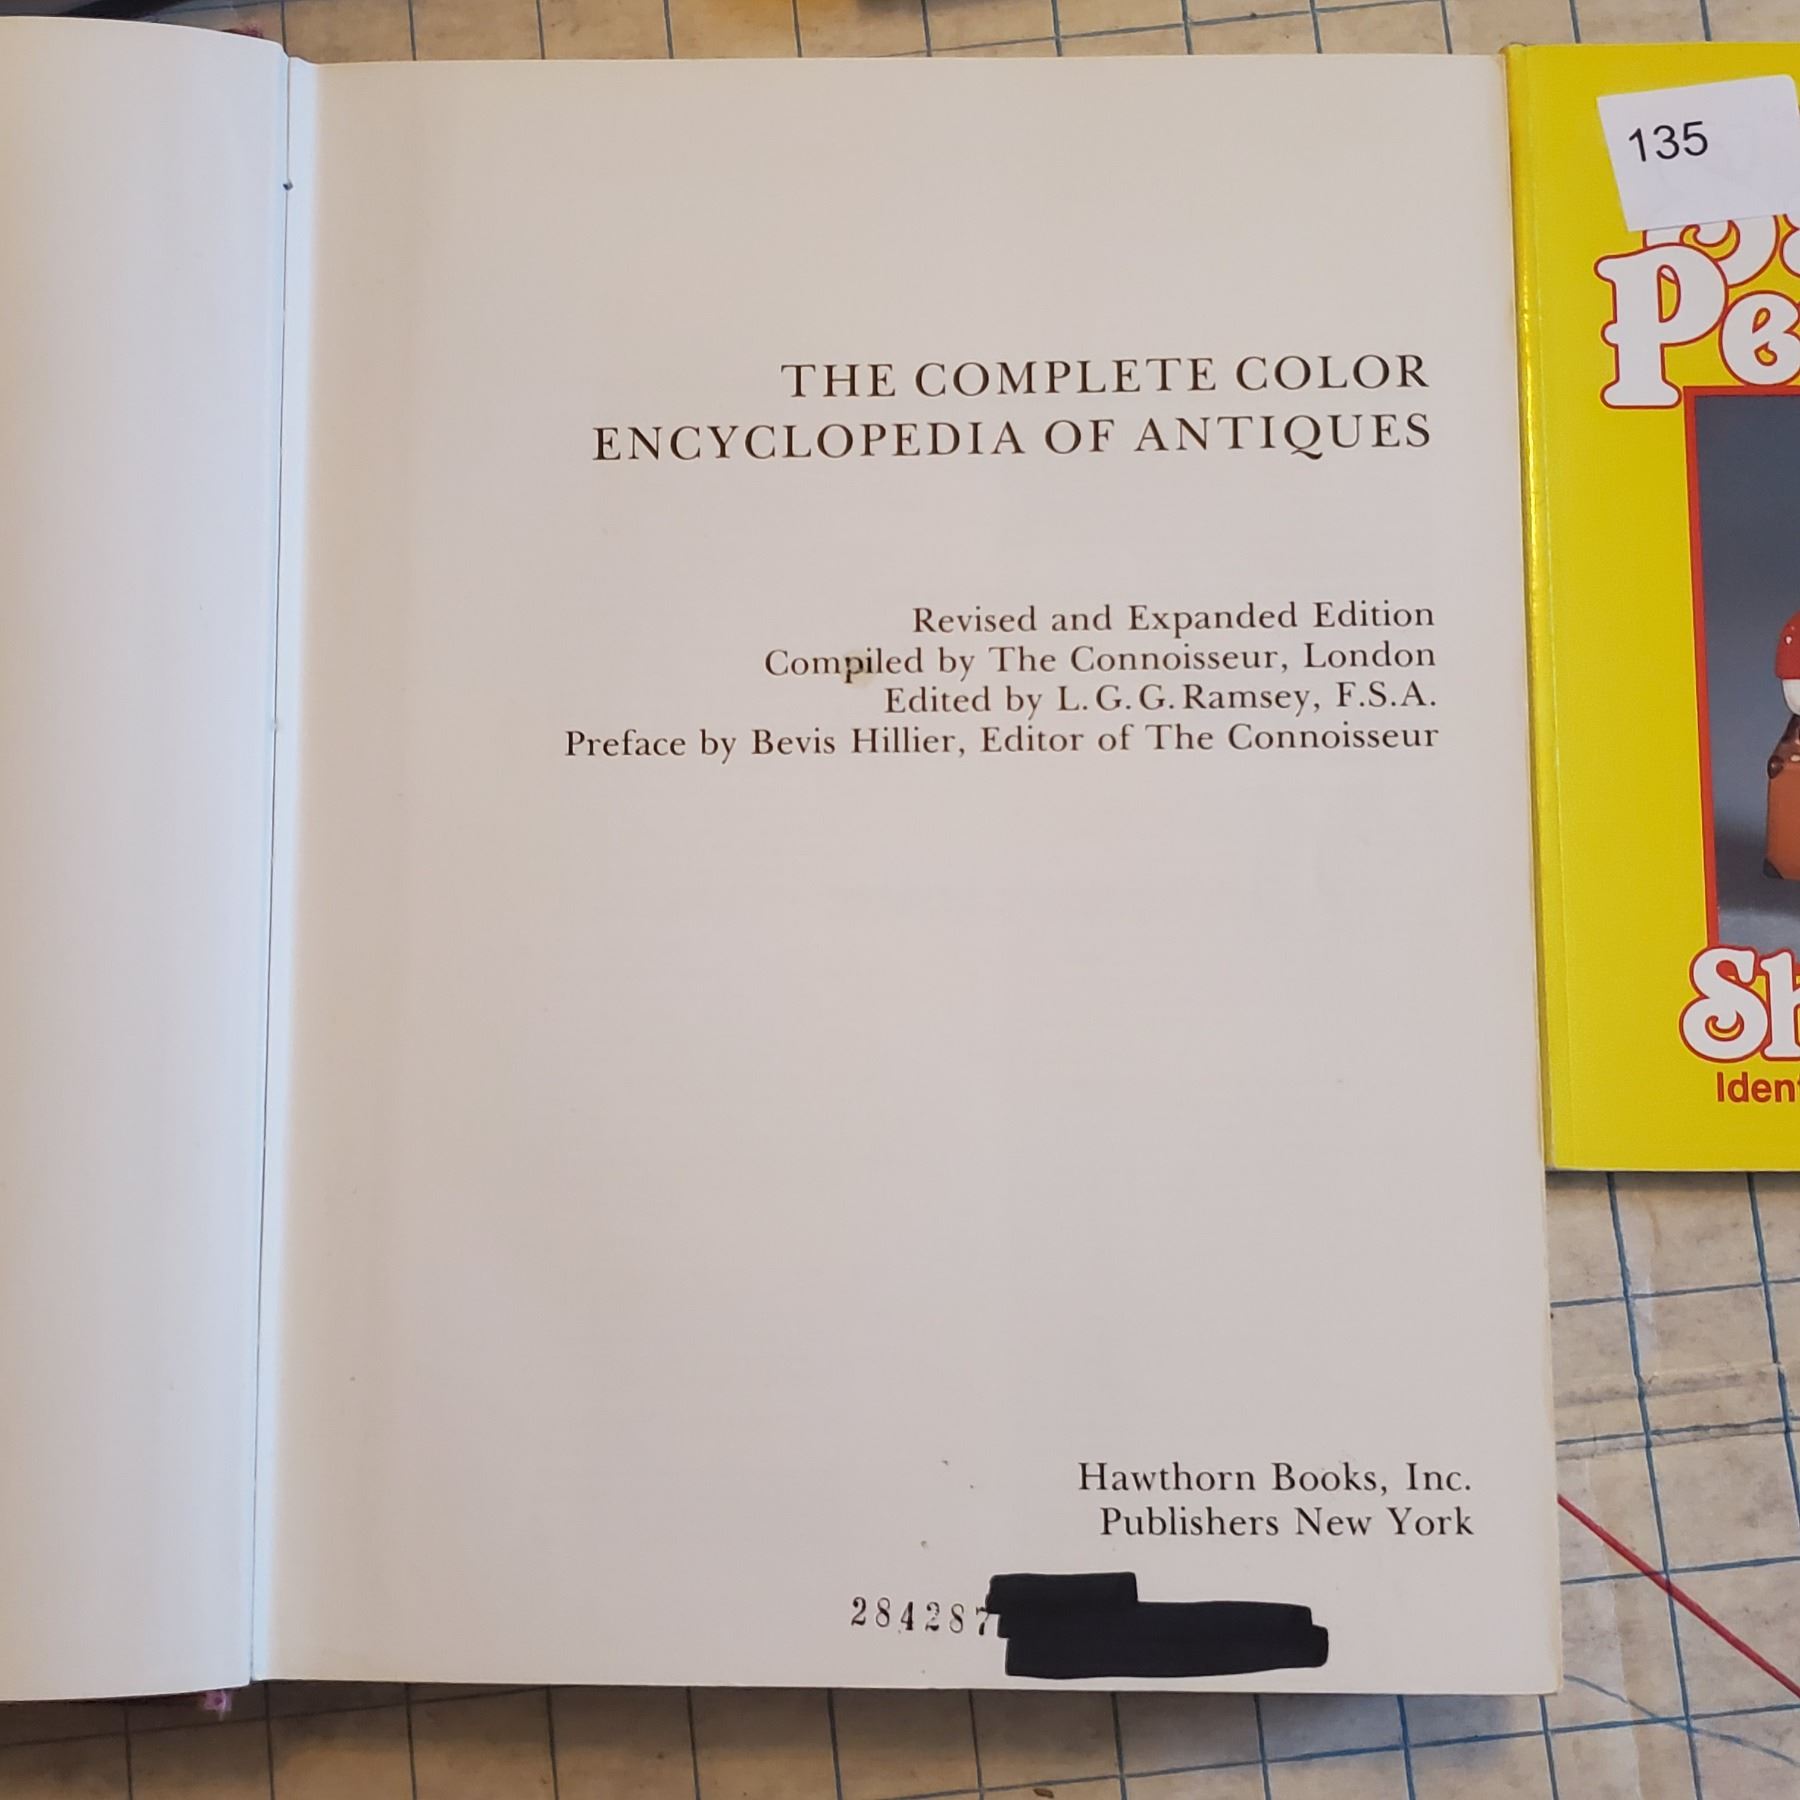 THE COMPLETE COLOR
ENCYCLOPEDIA OF ANTIQUES
Revised and Expanded Edition
Compiled by The Connoisseur, London
Edited by L. G. G. Ramsey, F.S.A.
Preface by Bevis Hillier, Editor of The Connoisseur
Hawthorn Books, Inc.
Publishers New York
284287
135